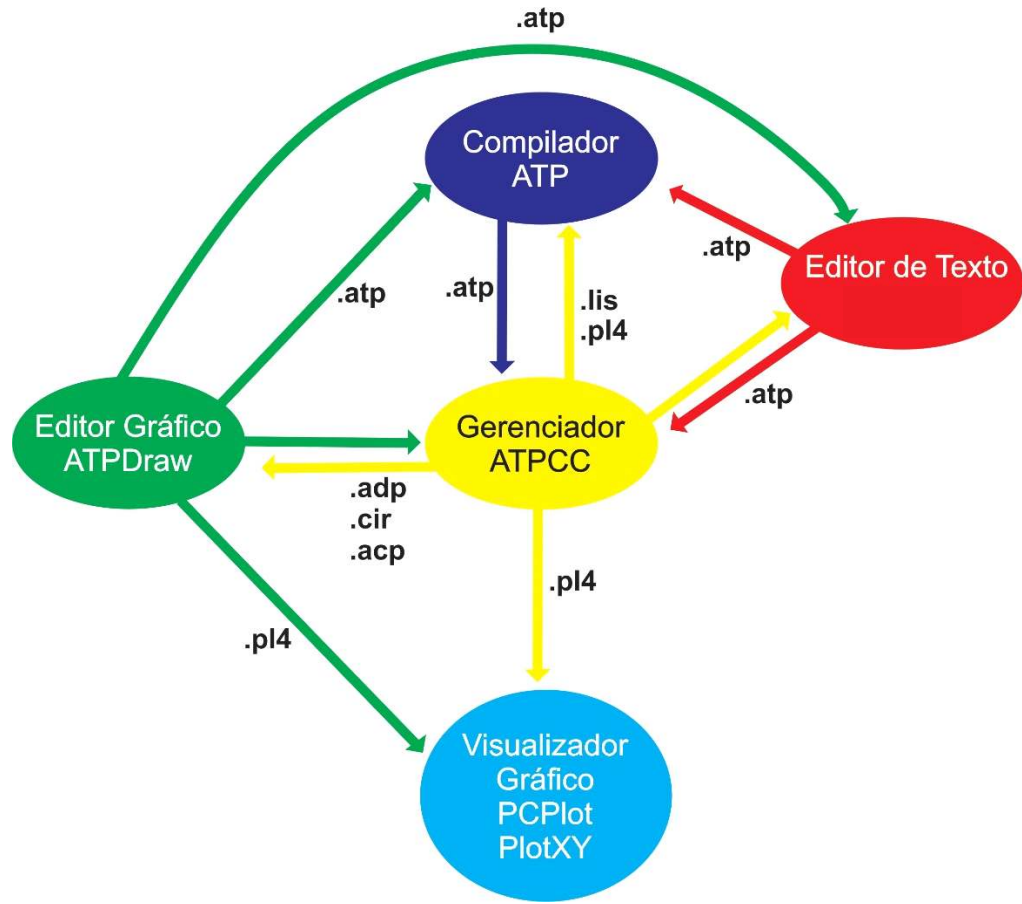 .atp
Compilador
ATP
.atp
Editor de Texto
.atp
.atp
.lis
.pl4
.atp
Editor Gráfico
ATPDraw
Gerenciador
ATPCC
.adp
.cir
.acp
.pl4
.pl4
Visualizador
Gráfico
PCPlot
PlotXY